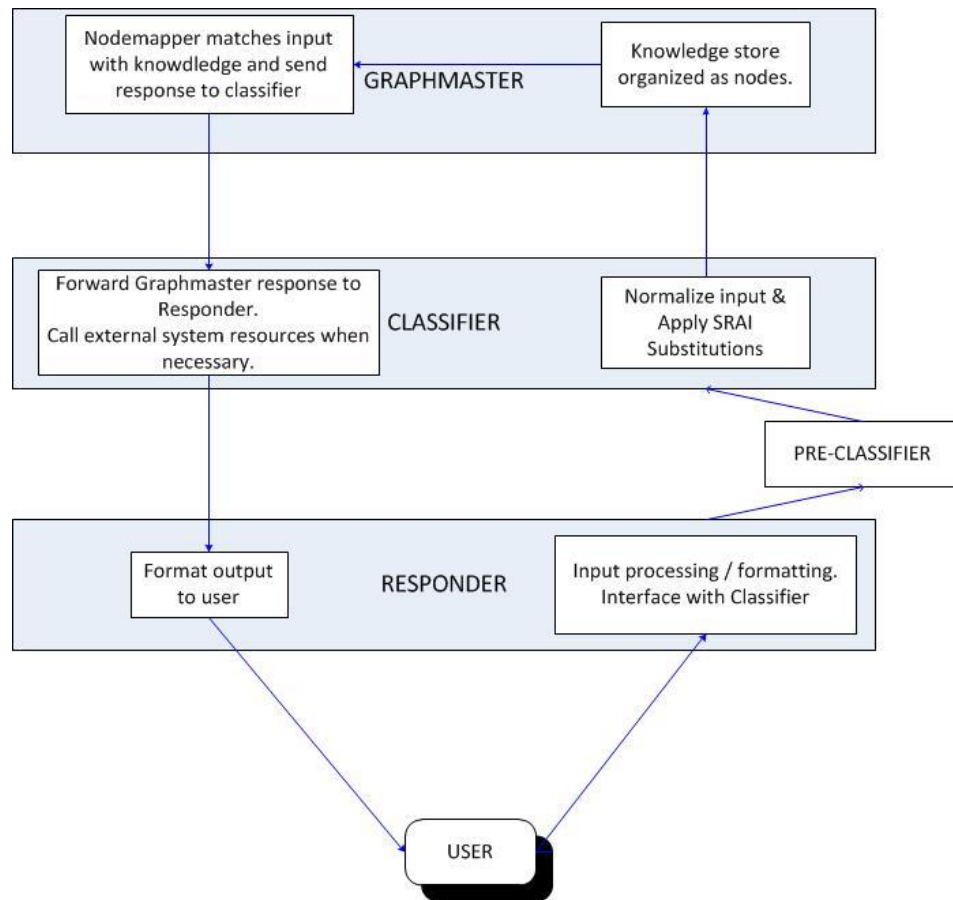 Nodemapper matches input
with knowdledge and send
response to classifier
GRAPHMASTER
Knowledge store
organized as nodes.
Forward Graphmaster response to
Responder.
Call external system resources when
necessary.
CLASSIFIER
Normalize input &
Apply SRAI
Substitutions
PRE-CLASSIFIER
Format output
to user
RESPONDER
Input processing / formatting.
Interface with Classifier
USER